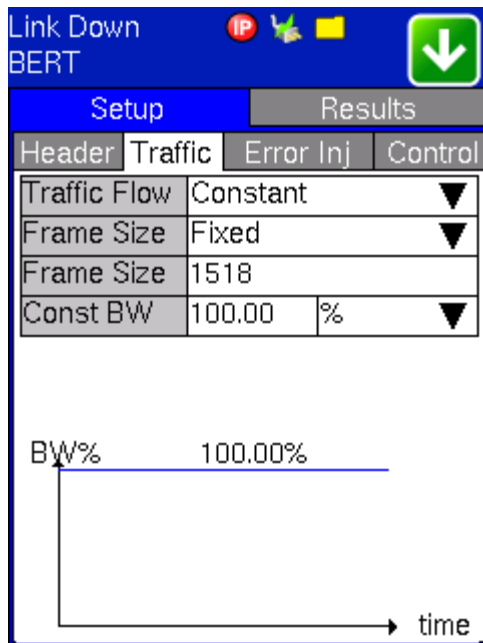 Link Down
IP
BERT
Setup Results
Header Traffic Error Inj Control
Traffic Flow Constant
Frame Size Fixed
Frame Size 1518
Const BW 100.00 %
BW% 100.00%
time